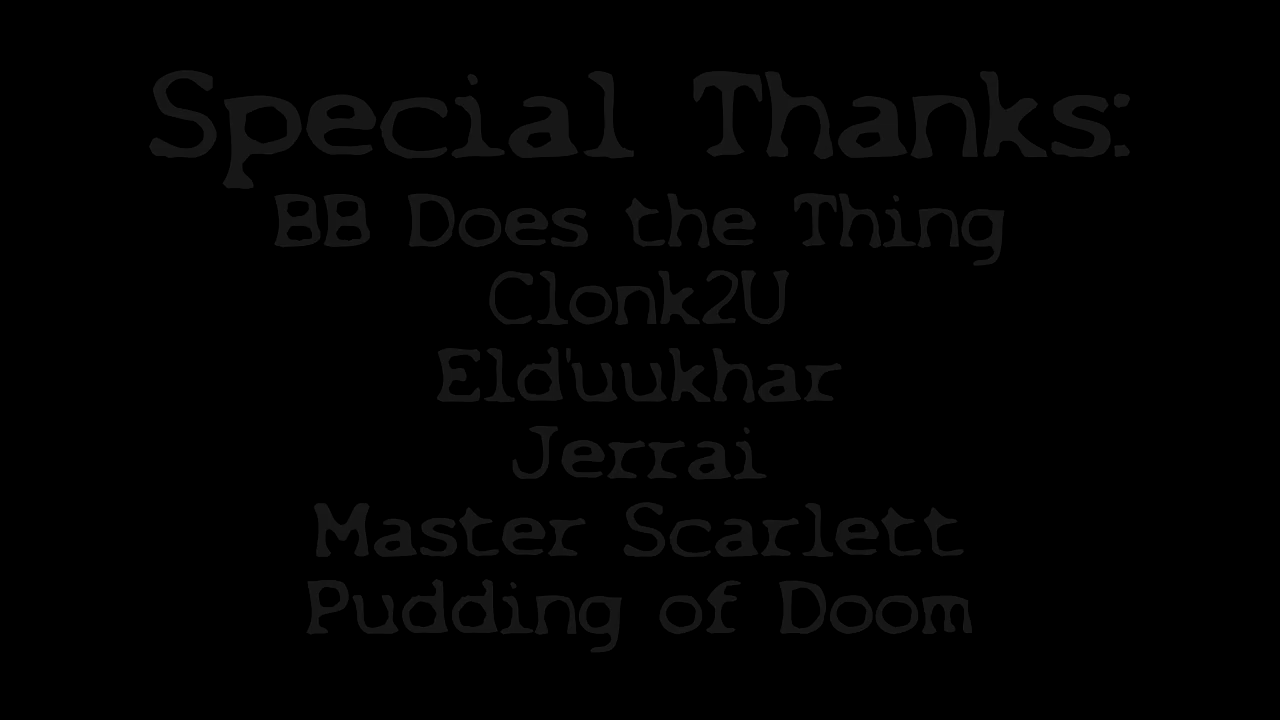 Special Thanks:
BB Does the Thing
Clonk2U
Eld'uukhar
Jerrai
Master Scarlett
Pudding of Doom